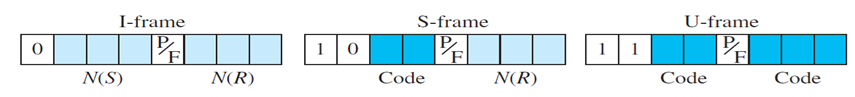 I-frame S-frame U-frame
0 P/F 1 0 P/F 1 1 P/F
N(S) N(R) Code N(R) Code Code